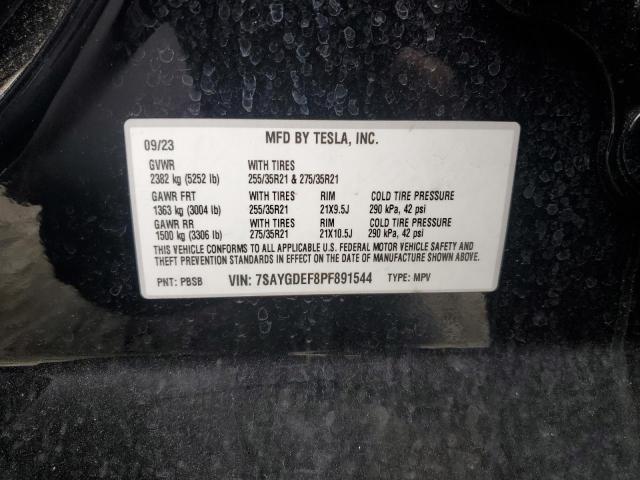 09/23 MFD BY TESLA, INC.
GVWR WITH TIRES
2382 kg (5252 lb) 255/35R21 & 275/35R21
GAWR FRT WITH TIRES RIM COLD TIRE PRESSURE
1363 kg (3004 lb) 255/35R21 21X9.5J 290 kPa, 42 psi
GAWR RR WITH TIRES RIM COLD TIRE PRESSURE
1500 kg (3306 lb) 275/35R21 21X10.5J 290 kPa, 42 psi
THIS VEHICLE CONFORMS TO ALL APPLICABLE U.S. FEDERAL MOTOR VEHICLE SAFETY AND
THEFT PREVENTION STANDARDS IN EFFECT ON THE DATE OF MANUFACTURE SHOWN ABOVE.
PNT: PBSB VIN: 7SAYGDEF8PF891544 TYPE: MPV